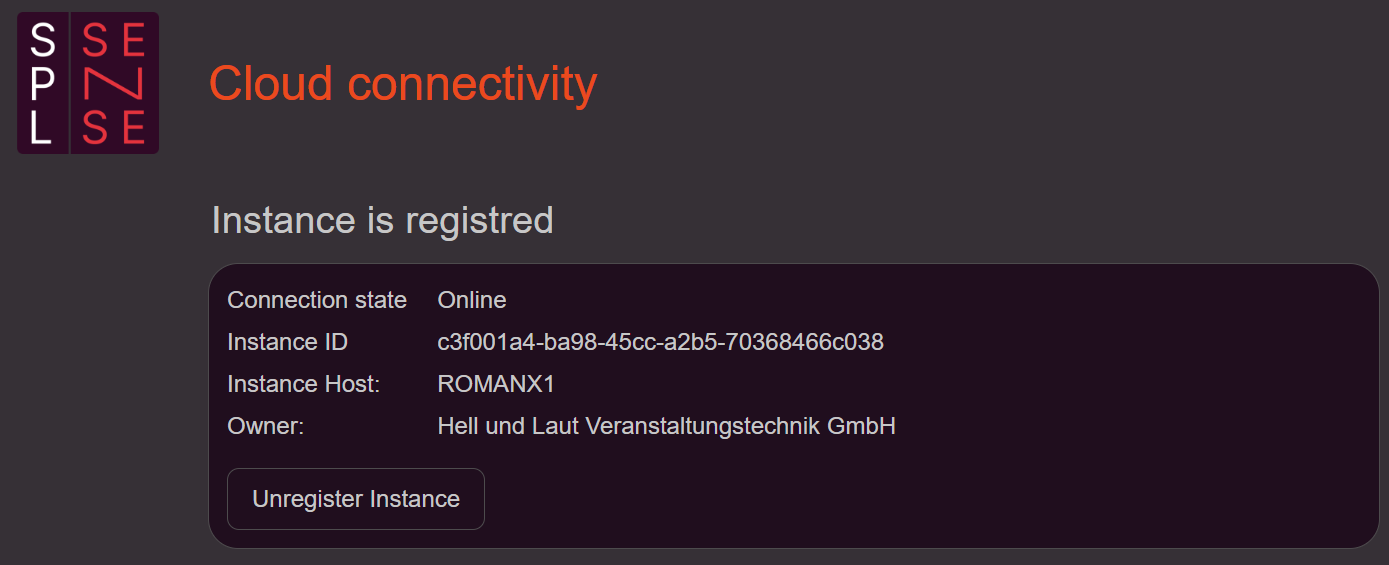 S SE
P N
L SE
Cloud connectivity
Instance is registred
Connection state Online
Instance ID c3f001a4-ba98-45cc-a2b5-70368466c038
Instance Host: ROMANX1
Owner: Hell und Laut Veranstaltungstechnik GmbH
Unregister Instance